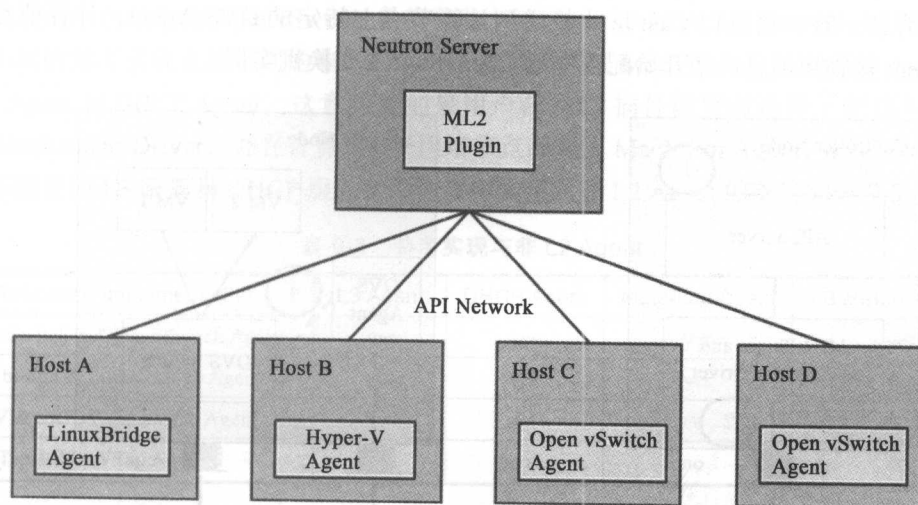 Neutron Server
ML2
Plugin
API Network
Host A
LinuxBridge
Agent
Host B
Hyper-V
Agent
Host C
Open vSwitch
Agent
Host D
Open vSwitch
Agent